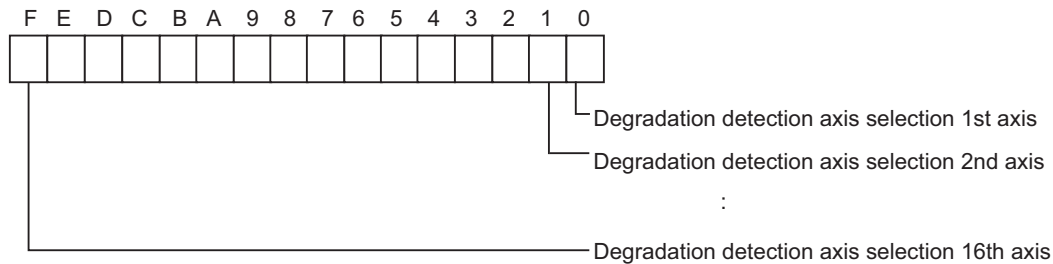 F E D C B A 9 8 7 6 5 4 3 2 1 0
Degradation detection axis selection 1st axis
Degradation detection axis selection 2nd axis
:
Degradation detection axis selection 16th axis